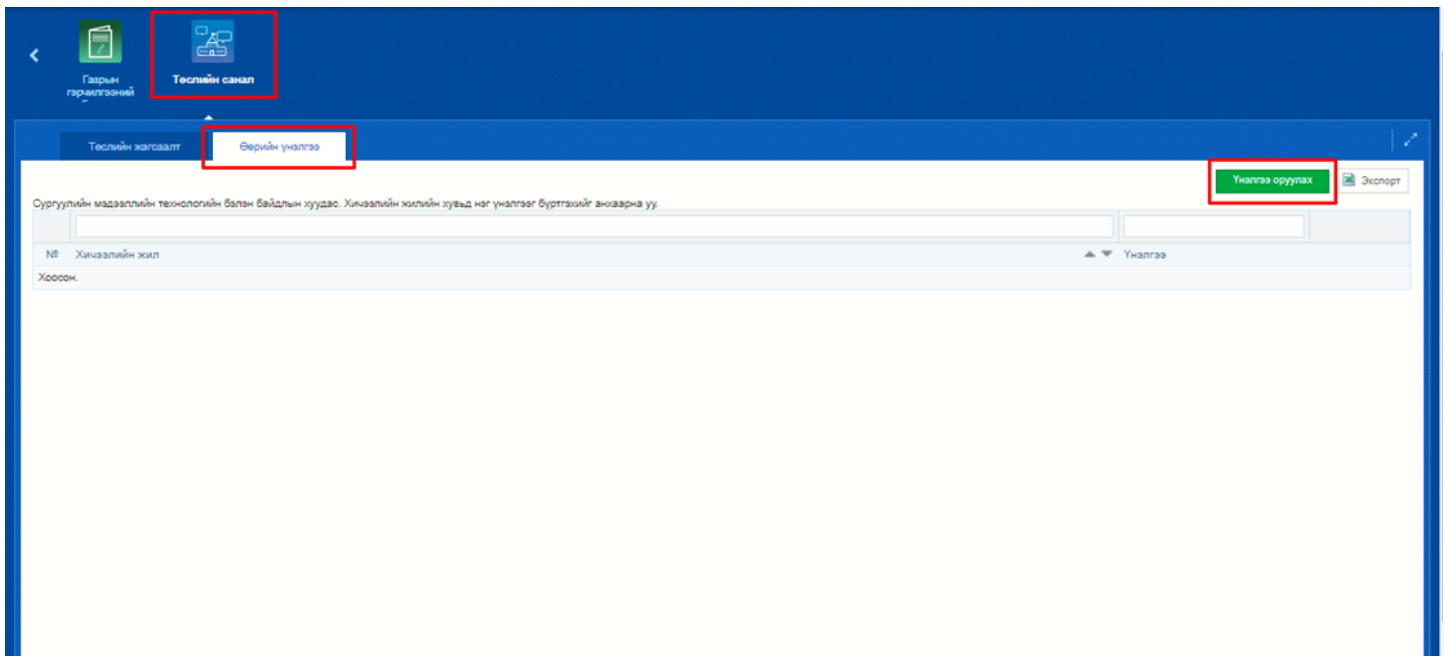 Газрын
гэрчилгээний
Төслийн санал
Төслийн жагсаалт
Өөрийн үнэлгээ
Үнэлгээ оруулах
Экспорт
Сургуулийн мэдээллийн технологийн бэлэн байдлын хуудас. Хичээлийн жилийн хувьд нэг үнэлгээг бүртгэхийг анхаарна уу.
№ Хичээлийн жил Үнэлгээ
Хоосон.